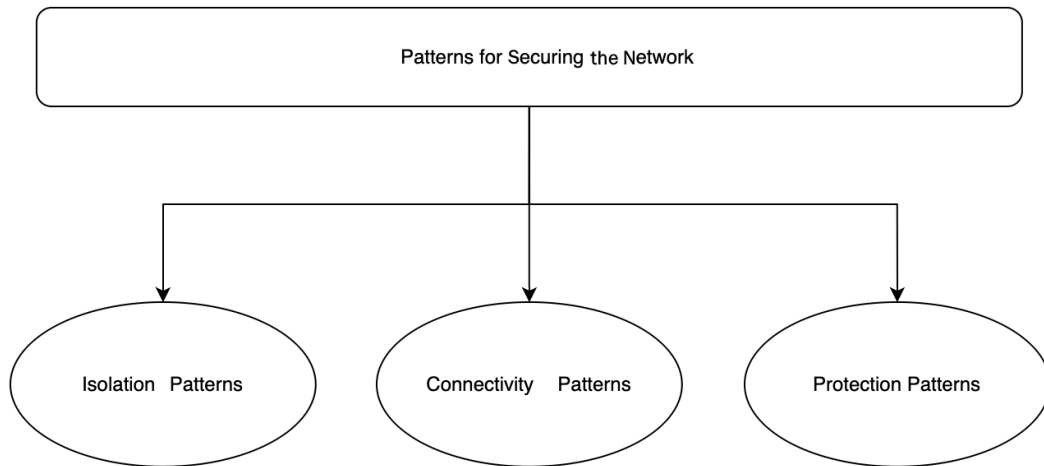 Patterns for Securing the Network
Isolation Patterns
Connectivity Patterns
Protection Patterns